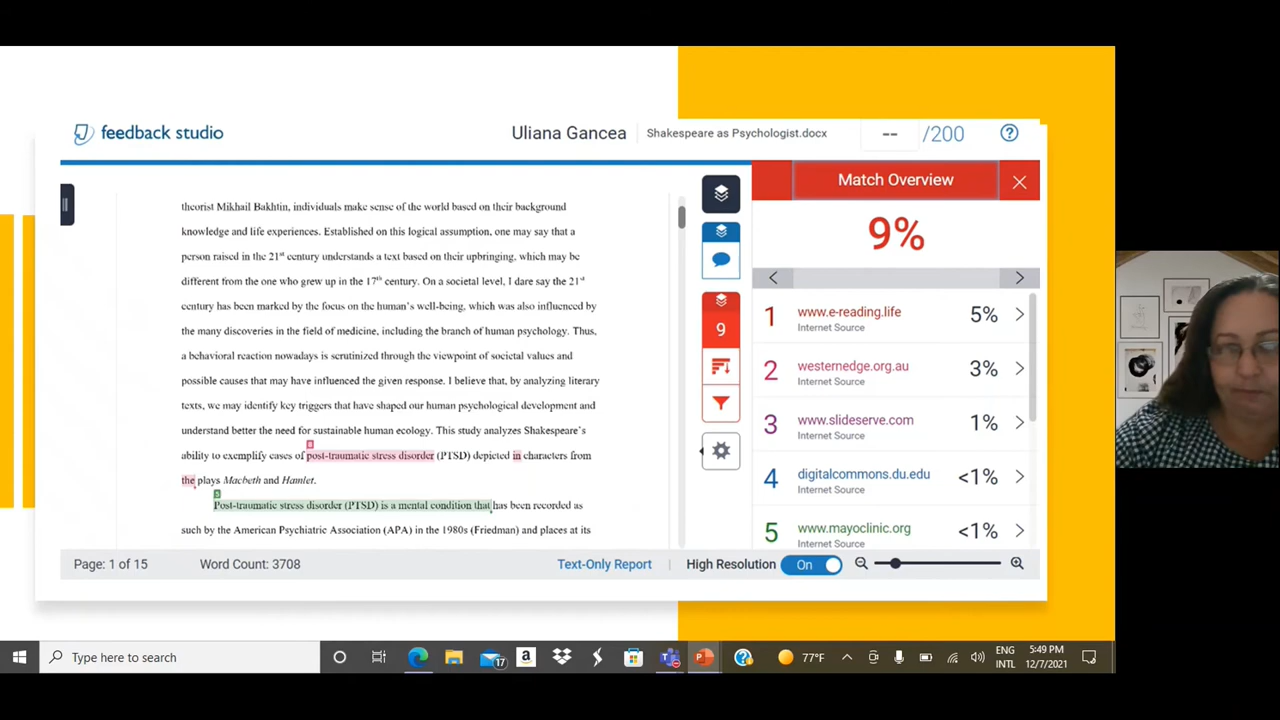 feedback studio
Uliana Gancea
Shakespeare as Psychologist.docx
-- /200
?
theorist Mikhail Bakhtin, individuals make sense of the world based on their background
knowledge and life experiences. Established on this logical assumption, one may say that a
person raised in the 21st century understands a text based on their upbringing, which may be
different from the one who grew up in the 17th century. On a societal level, I dare say the 21st
century has been marked by the focus on the human's well-being, which was also influenced by
the many discoveries in the field of medicine, including the branch of human psychology. Thus,
a behavioral reaction nowadays is scrutinized through the viewpoint of societal values and
possible causes that may have influenced the given response. I believe that, by analyzing literary
texts, we may identify key triggers that have shaped our human psychological development and
understand better the need for sustainable human ecology. This study analyzes Shakespeare's
8
ability to exemplify cases of post-traumatic stress disorder (PTSD) depicted in characters from
the plays Macbeth and Hamlet.
5
Post-traumatic stress disorder (PTSD) is a mental condition that has been recorded as
such by the American Psychiatric Association (APA) in the 1980s (Friedman) and places at its
9
Match Overview
9%
1 www.e-reading.life 5%
Internet Source
2 westernedge.org.au 3%
Internet Source
3 www.slideserve.com 1%
Internet Source
4 digitalcommons.du.edu <1%
Internet Source
5 www.mayoclinic.org <1%
Internet Source
Page: 1 of 15
Word Count: 3708
Text-Only Report
High Resolution
On
Type here to search
17
77°F
ENG
INTL
5:49 PM
12/7/2021